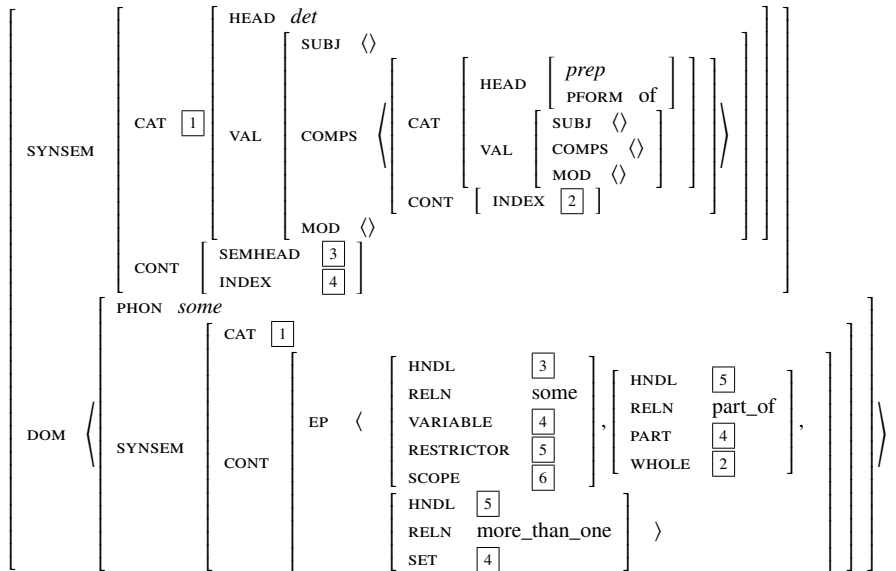 HEAD det
SUBJ ⟨⟩
HEAD prep
PFORM of
CAT 1 VAL COMPS ⟨ CAT VAL SUBJ ⟨⟩
COMPS ⟨⟩
MOD ⟨⟩ ⟩
SYNSEM
CONT [ INDEX 2 ]
MOD ⟨⟩
CONT SEMHEAD 3
INDEX 4
PHON some
CAT 1
HNDL 3
RELN some
VARIABLE 4
RESTRICTOR 5
SCOPE 6
EP ⟨ ,
HNDL 5
RELN part_of
PART 4
WHOLE 2
,
DOM ⟨ SYNSEM CONT
HNDL 5
RELN more_than_one
SET 4
⟩ ⟩